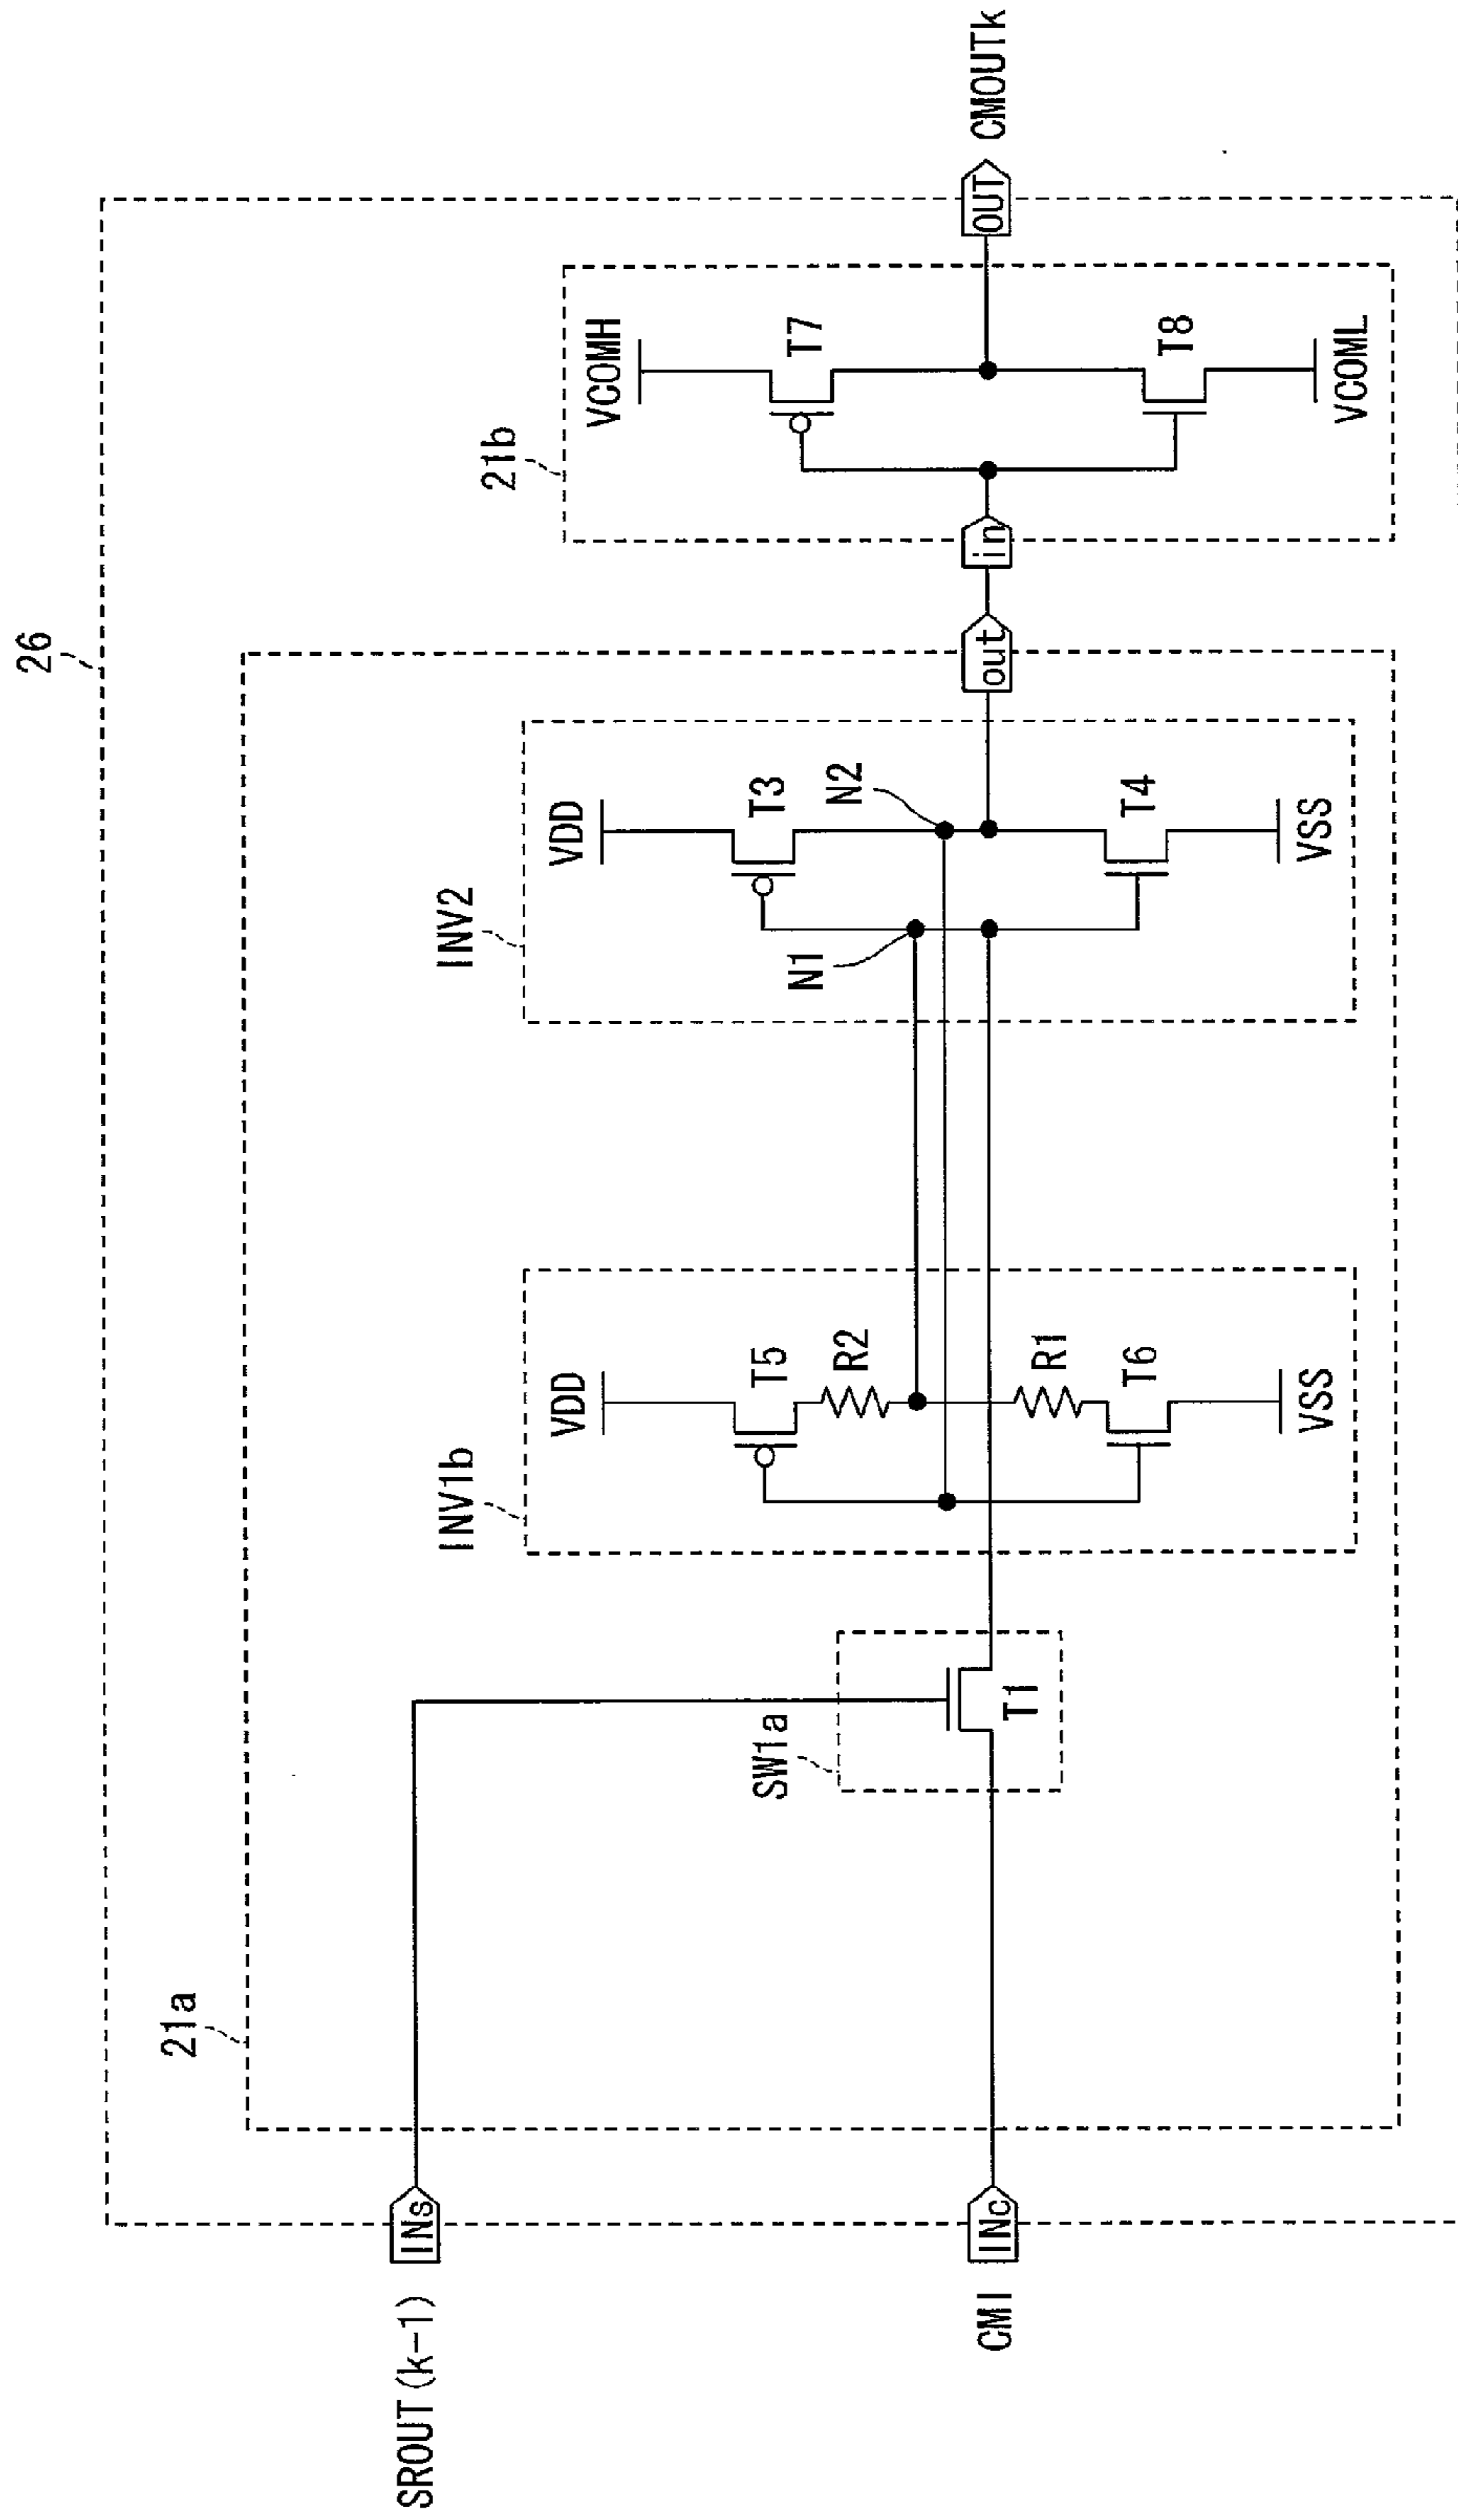 26
21a
21b
INV1b
INV2
SW1a
SROUT(k-1)
INs
CMI
INc
T1
VDD
T5
R2
R1
T6
VSS
N1
N2
VDD
T3
T4
VSS
out
in
VCOMH
T7
T8
VCOML
OUT
CMOUTk